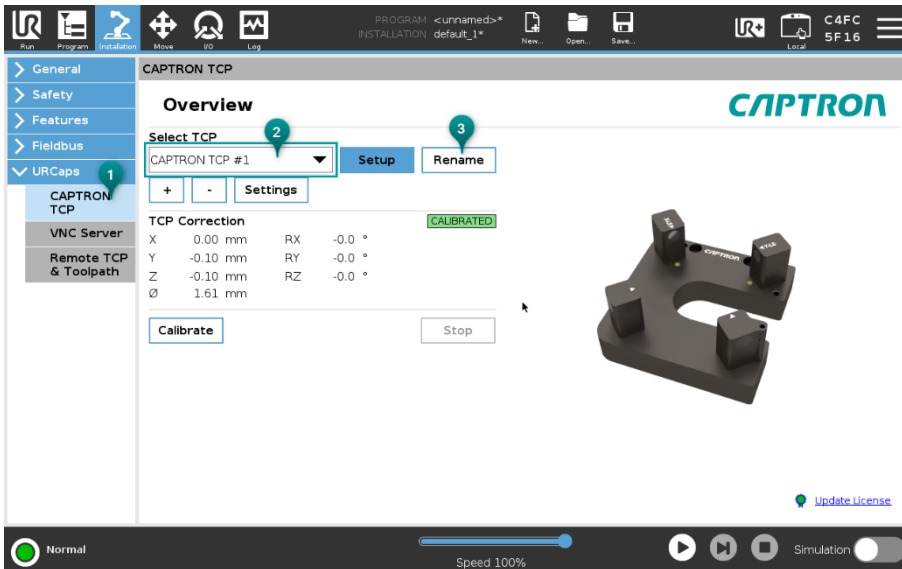 PROGRAM <unnamed>*
INSTALLATION default_1*
Run Program Installation Move I/O Log New... Open... Save...
UR+
Local
C4FC
5F16
General
Safety
Features
Fieldbus
URCaps
CAPTRON
TCP
VNC Server
Remote TCP
& Toolpath
1
CAPTRON TCP
Overview
CAPTRON
Select TCP
2
3
CAPTRON TCP #1
Setup
Rename
+ - Settings
TCP Correction CALIBRATED
X 0.00 mm RX -0.0 °
Y -0.10 mm RY -0.0 °
Z -0.10 mm RZ -0.0 °
Ø 1.61 mm
Calibrate Stop
CAPTRON
Update License
Normal
Speed 100%
Simulation